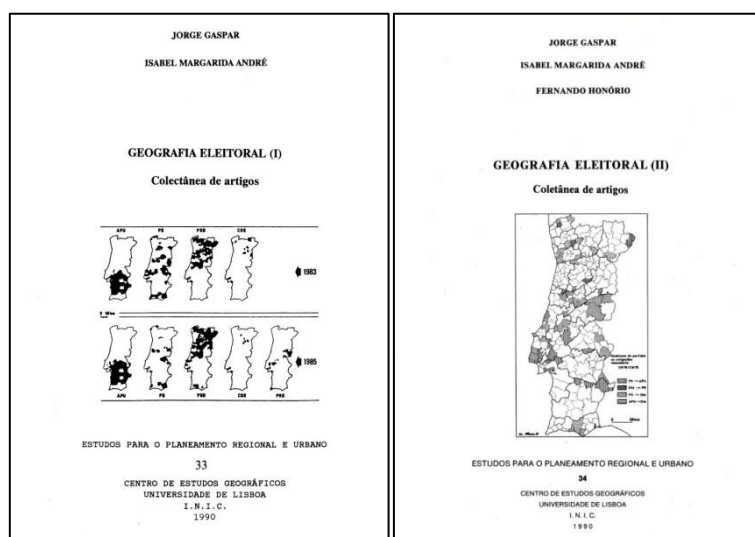 JORGE GASPAR
ISABEL MARGARIDA ANDRÉ
GEOGRAFIA ELEITORAL (I)
Colectânea de artigos
APU PS PSD CDS
1983
APU PS PSD CDS PRD
1985
ESTUDOS PARA O PLANEAMENTO REGIONAL E URBANO
33
CENTRO DE ESTUDOS GEOGRÁFICOS
UNIVERSIDADE DE LISBOA
I.N.I.C.
1990
JORGE GASPAR
ISABEL MARGARIDA ANDRÉ
FERNANDO HONÓRIO
GEOGRAFIA ELEITORAL (II)
Coletânea de artigos
ESTUDOS PARA O PLANEAMENTO REGIONAL E URBANO
34
CENTRO DE ESTUDOS GEOGRÁFICOS
UNIVERSIDADE DE LISBOA
I.N.I.C.
1990